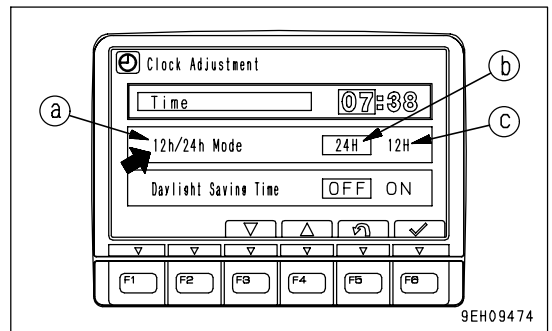 Clock Adjustment
Time 07:38
a
b
c
12h/24h Mode 24H 12H
Daylight Saving Time OFF ON
F1 F2 F3 F4 F5 F6
9EH09474